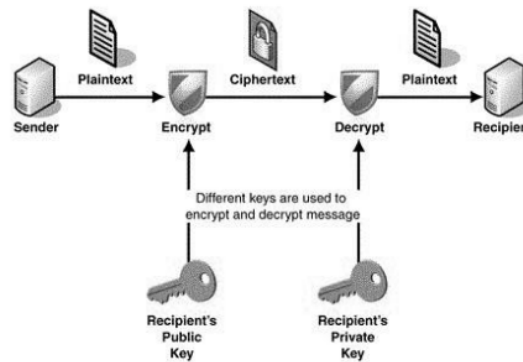 Plaintext
Ciphertext
Plaintext
Sender
Encrypt
Decrypt
Recipient
Different keys are used to
encrypt and decrypt message
Recipient's
Public
Key
Recipient's
Private
Key